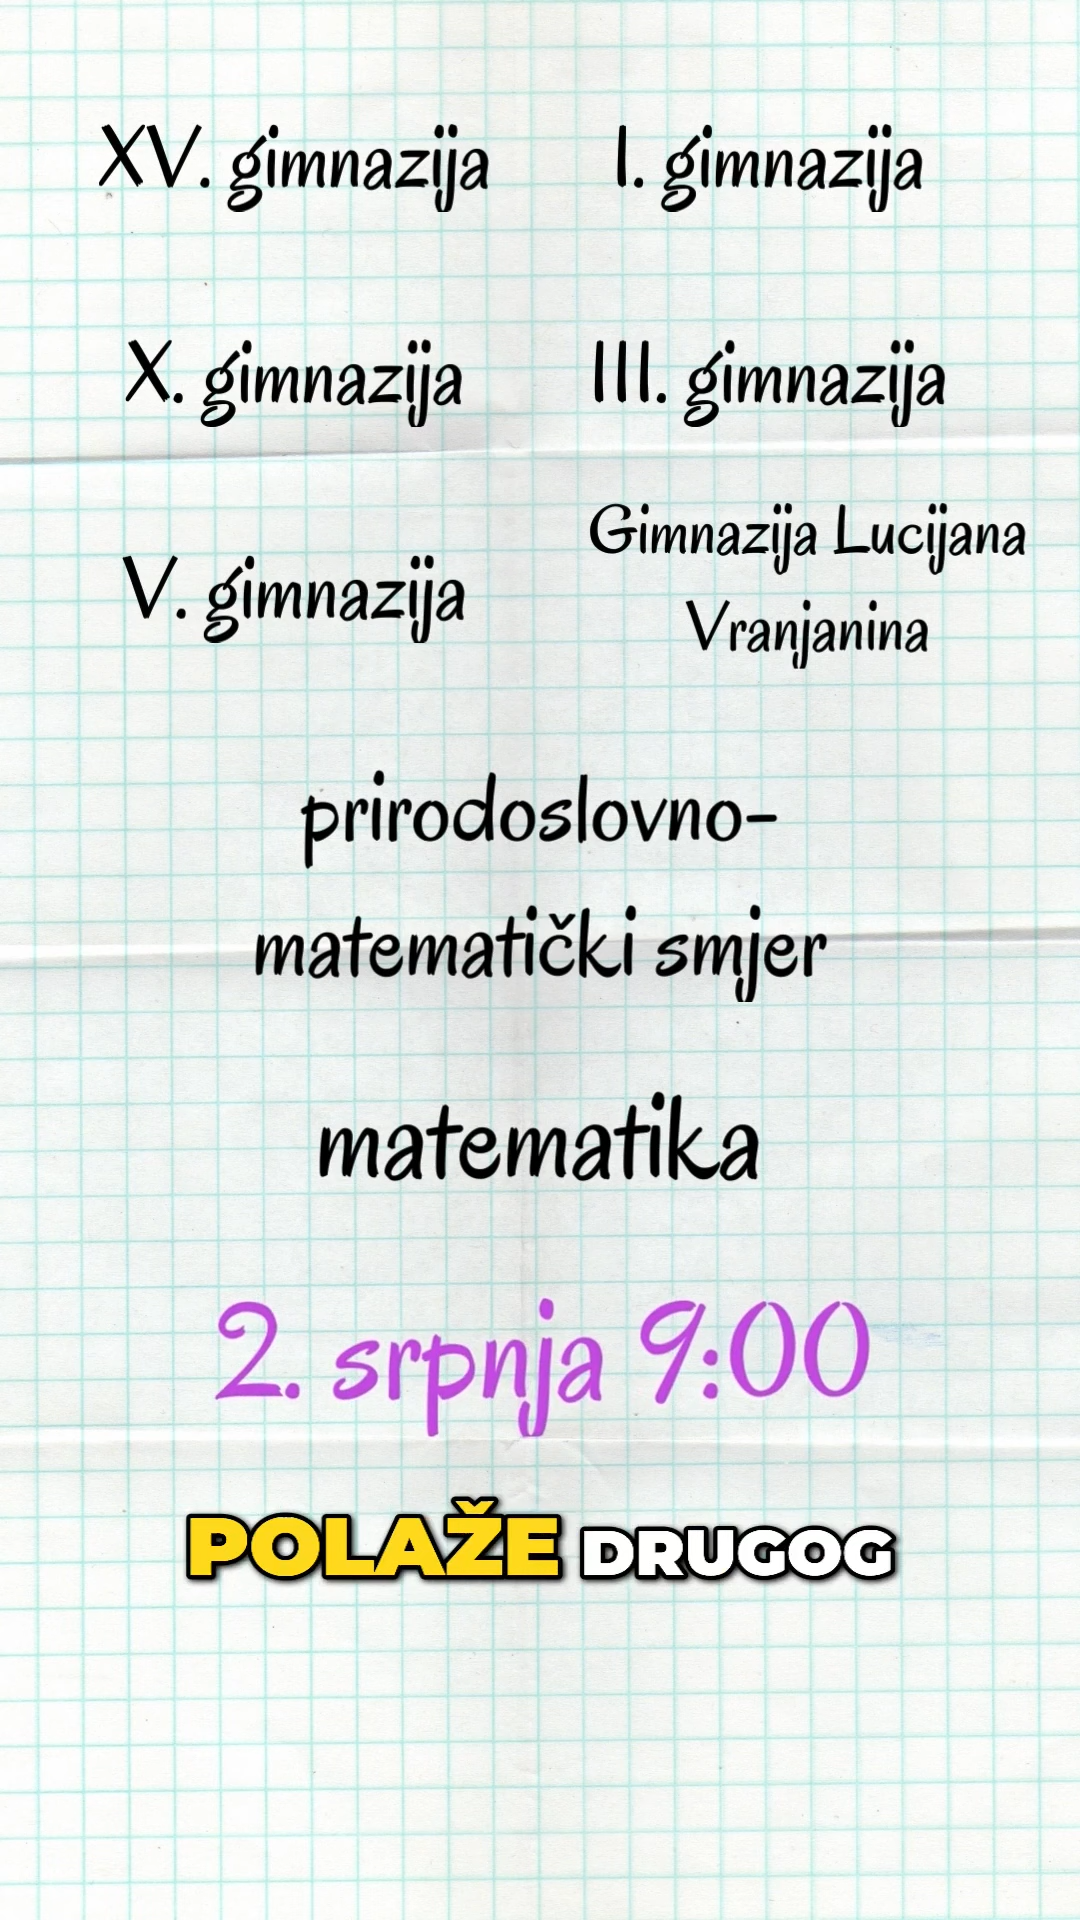 XV. gimnazija
I. gimnazija
X. gimnazija
III. gimnazija
V. gimnazija
Gimnazija Lucijana
Vranjanina
prirodoslovno-
matematički smjer
matematika
2. srpnja 9:00
POLAŽE DRUGOG